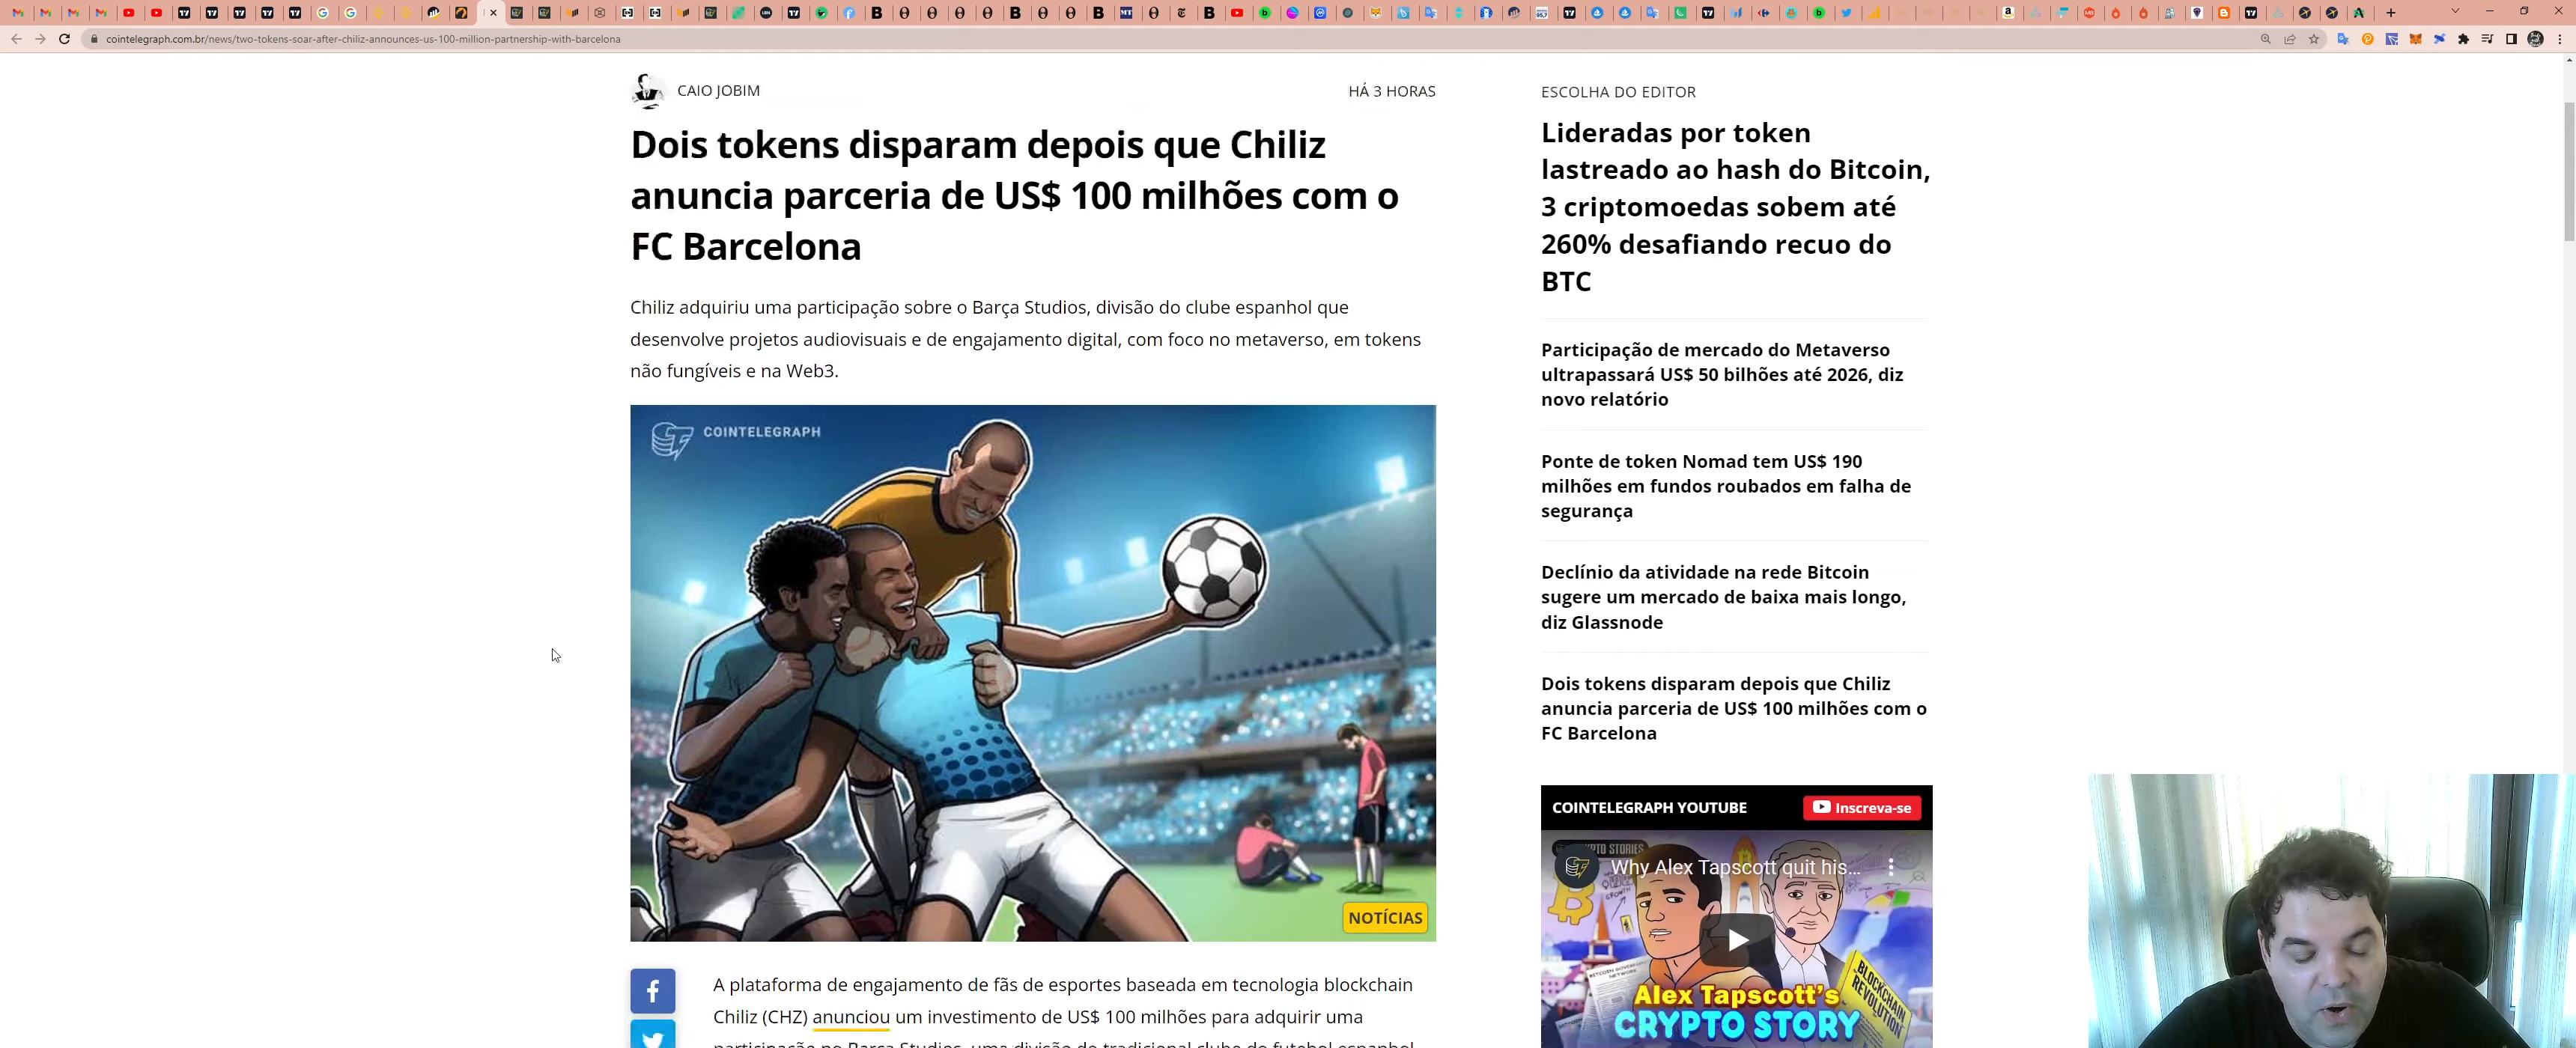 cointelegraph.com.br/news/two-tokens-soar-after-chiliz-announces-us-100-million-partnership-with-barcelona
CAIO JOBIM
HÁ 3 HORAS
Dois tokens disparam depois que Chiliz
anuncia parceria de US$ 100 milhões com o
FC Barcelona
Chiliz adquiriu uma participação sobre o Barça Studios, divisão do clube espanhol que
desenvolve projetos audiovisuais e de engajamento digital, com foco no metaverso, em tokens
não fungíveis e na Web3.
COINTELEGRAPH
NOTÍCIAS
A plataforma de engajamento de fãs de esportes baseada em tecnologia blockchain
Chiliz (CHZ) anunciou um investimento de US$ 100 milhões para adquirir uma
participação no Barça Studios, uma divisão do tradicional clube do futebol espanhol
ESCOLHA DO EDITOR
Lideradas por token
lastreado ao hash do Bitcoin,
3 criptomoedas sobem até
260% desafiando recuo do
BTC
Participação de mercado do Metaverso
ultrapassará US$ 50 bilhões até 2026, diz
novo relatório
Ponte de token Nomad tem US$ 190
milhões em fundos roubados em falha de
segurança
Declínio da atividade na rede Bitcoin
sugere um mercado de baixa mais longo,
diz Glassnode
Dois tokens disparam depois que Chiliz
anuncia parceria de US$ 100 milhões com o
FC Barcelona
COINTELEGRAPH YOUTUBE
Inscreva-se
CRYPTO STORIES
Why Alex Tapscott quit his...
BLOCKCHAIN
REVOLUTION
Alex Tapscott's
CRYPTO STORY